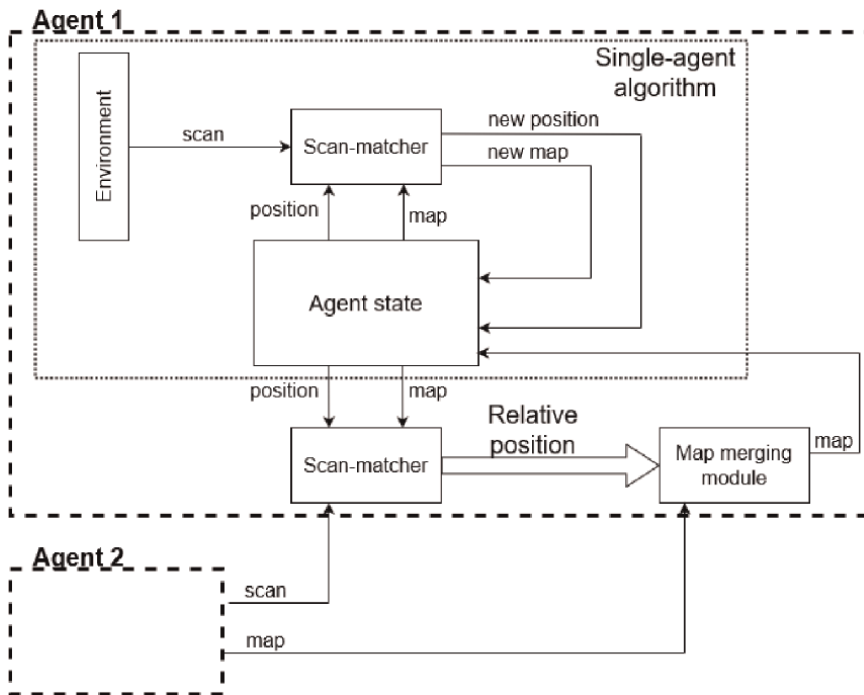 Agent 1
Single-agent
algorithm
Environment
scan
Scan-matcher
new position
new map
position
map
Agent state
position
map
Relative
position
Scan-matcher
Map merging
module
map
Agent 2
scan
map